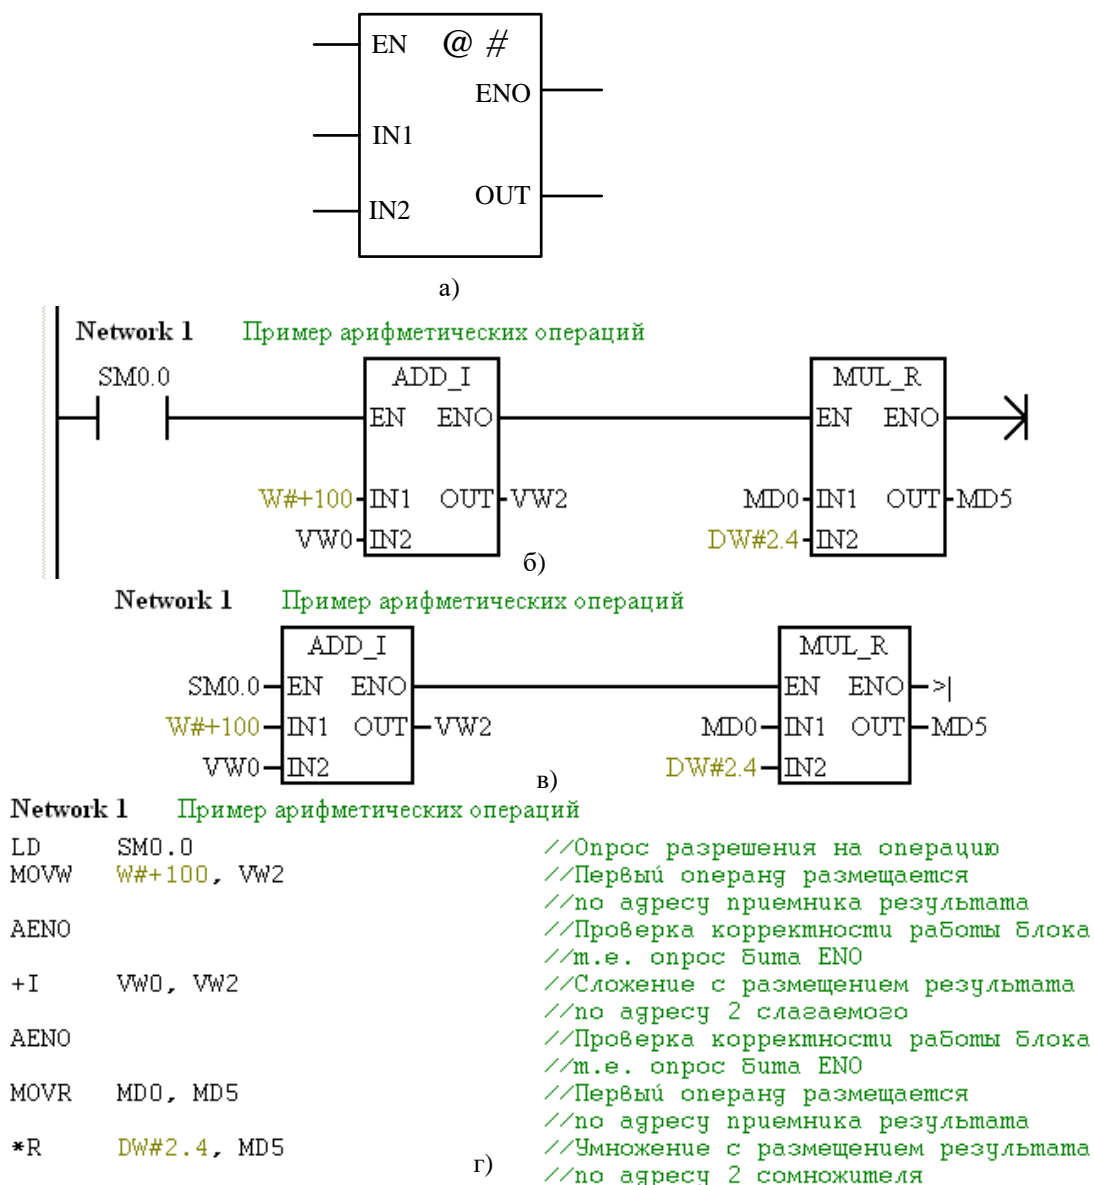 EN @ #
ENO
IN1
IN2 OUT
а)
Network 1 Пример арифметических операций
SM0.0 ADD_I MUL_R
EN ENO EN ENO
W#+100 IN1 OUT VW2 MD0 IN1 OUT MD5
VW0 IN2 DW#2.4 IN2
б)
Network 1 Пример арифметических операций
ADD_I MUL_R
SM0.0 EN ENO EN ENO >|
W#+100 IN1 OUT VW2 MD0 IN1 OUT MD5
VW0 IN2 DW#2.4 IN2
в)
Network 1 Пример арифметических операций
LD SM0.0 //Опрос разрешения на операцию
MOVW W#+100, VW2 //Первый операнд размещается
//по адресу приемника результата
AENO //Проверка корректности работы блока
//т.е. опрос бита ENO
+I VW0, VW2 //Сложение с размещением результата
//по адресу 2 слагаемого
AENO //Проверка корректности работы блока
//т.е. опрос бита ENO
MOVR MD0, MD5 //Первый операнд размещается
//по адресу приемника результата
*R DW#2.4, MD5 //Умножение с размещением результата
г) //по адресу 2 сомножителя